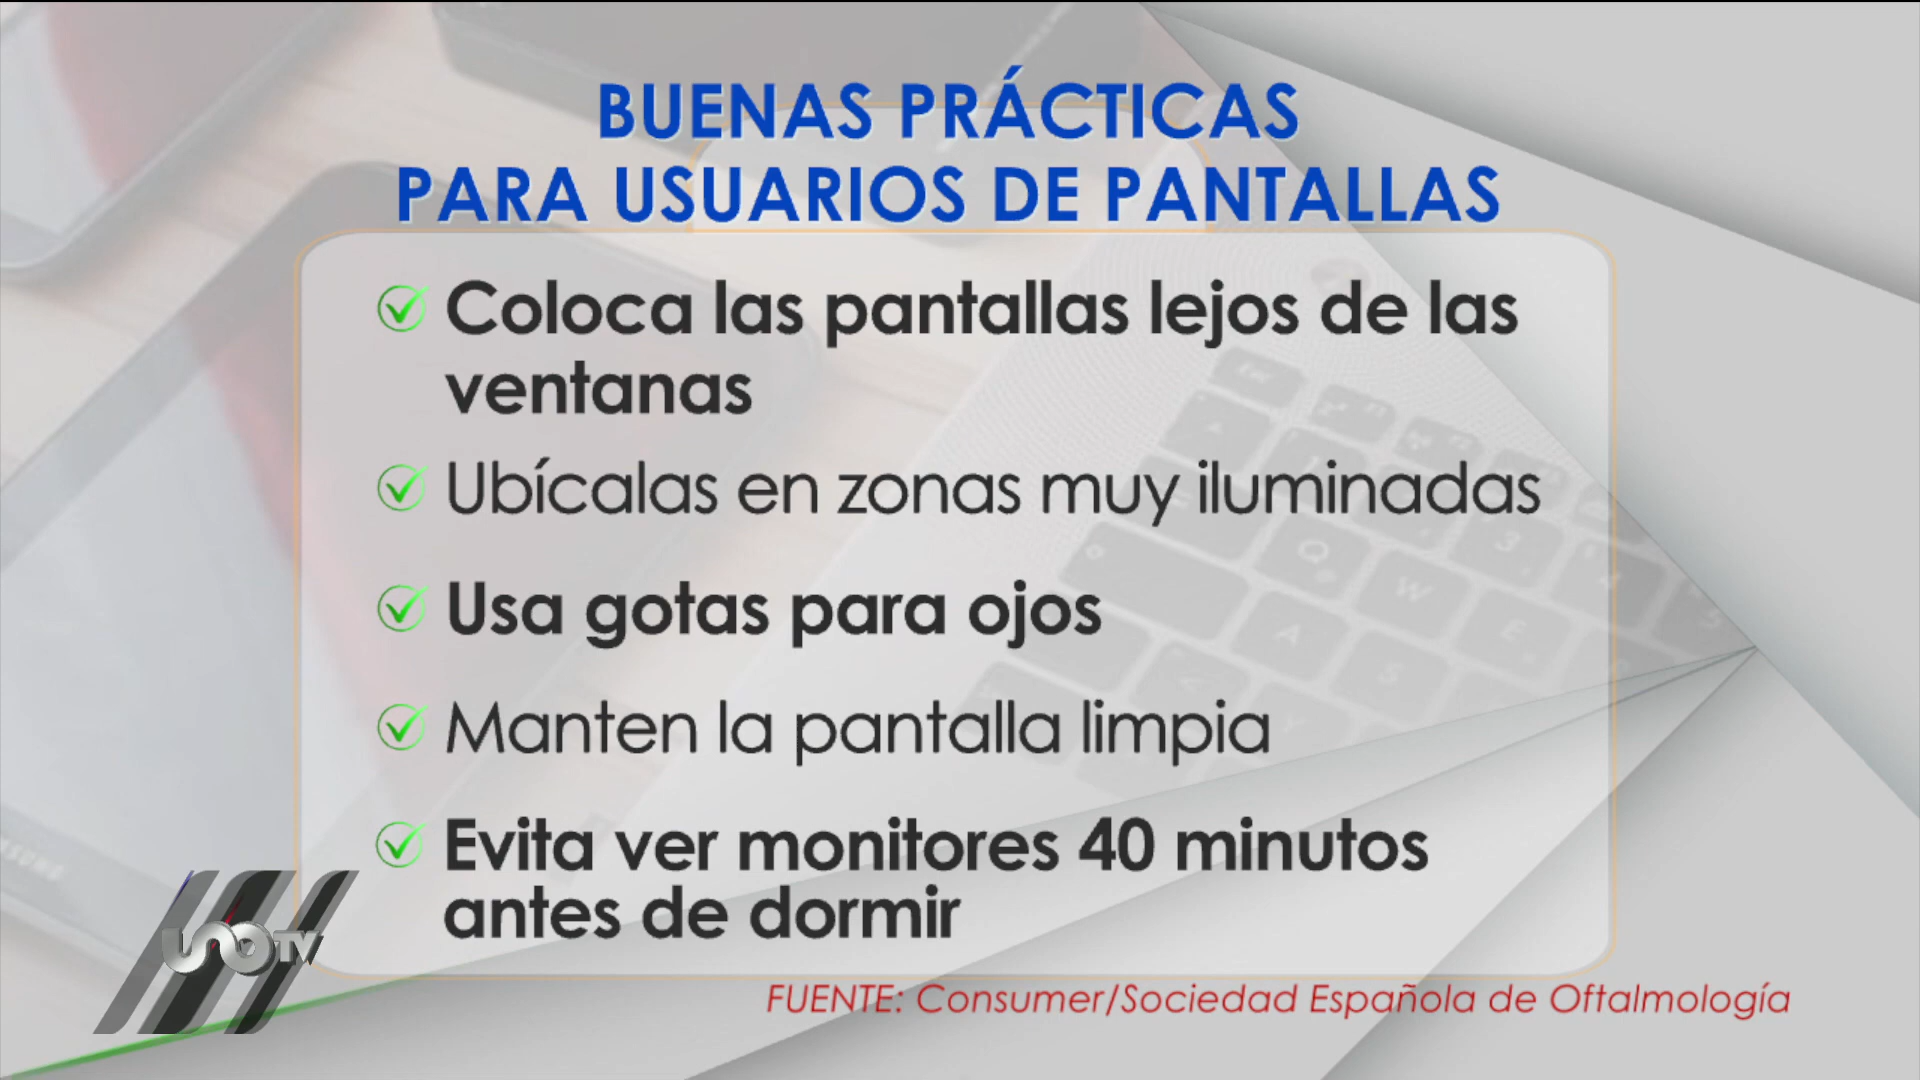 BUENAS PRÁCTICAS
PARA USUARIOS DE PANTALLAS
Coloca las pantallas lejos de las
ventanas
Ubícalas en zonas muy iluminadas
Usa gotas para ojos
Manten la pantalla limpia
Evita ver monitores 40 minutos
antes de dormir
UNO TV
FUENTE: Consumer/Sociedad Española de Oftalmología